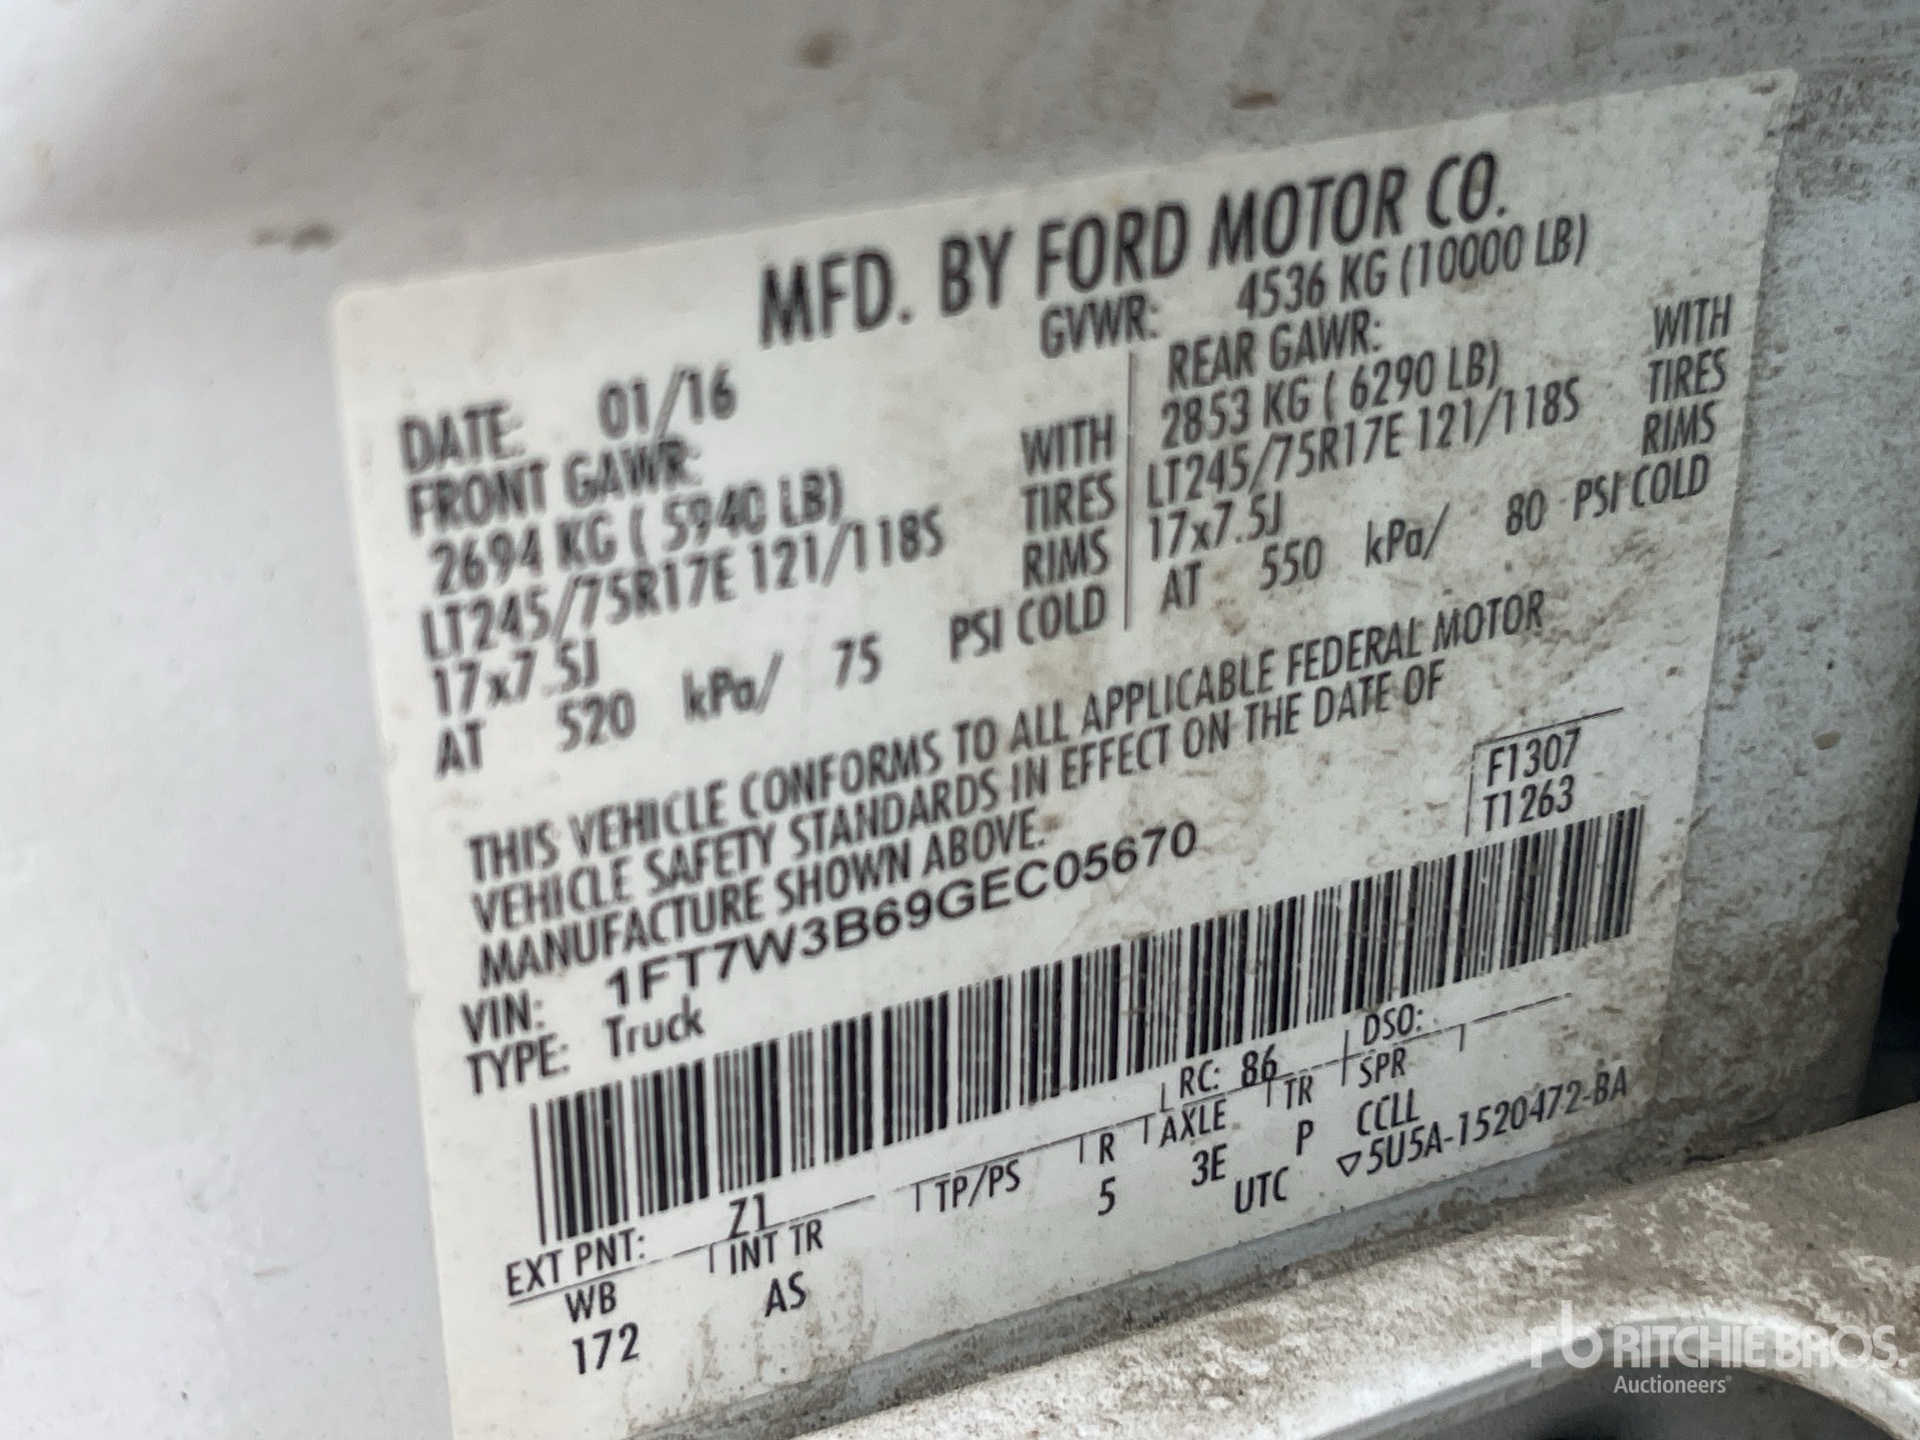 MFD. BY FORD MOTOR CO.
DATE: 01/16 GVWR: 4536 KG (10000 LB)
FRONT GAWR: REAR GAWR:
2694 KG ( 5940 LB) WITH 2853 KG ( 6290 LB) WITH
LT245/75R17E 121/118S TIRES LT245/75R17E 121/118S TIRES
17x7.5J RIMS 17x7.5J RIMS
AT 520 kPa/ 75 PSI COLD AT 550 kPa/ 80 PSI COLD
THIS VEHICLE CONFORMS TO ALL APPLICABLE FEDERAL MOTOR
VEHICLE SAFETY STANDARDS IN EFFECT ON THE DATE OF
MANUFACTURE SHOWN ABOVE.
F1307
T1263
VIN: 1FT7W3B69GEC05670
TYPE: Truck
EXT PNT: Z1 RC: 86 DSO:
WB INT TR TP/PS R AXLE TR SPR
172 AS 5 3E P CCLL
UTC ▽5U5A-1520472-BA
rb RITCHIE BROS.
Auctioneers®